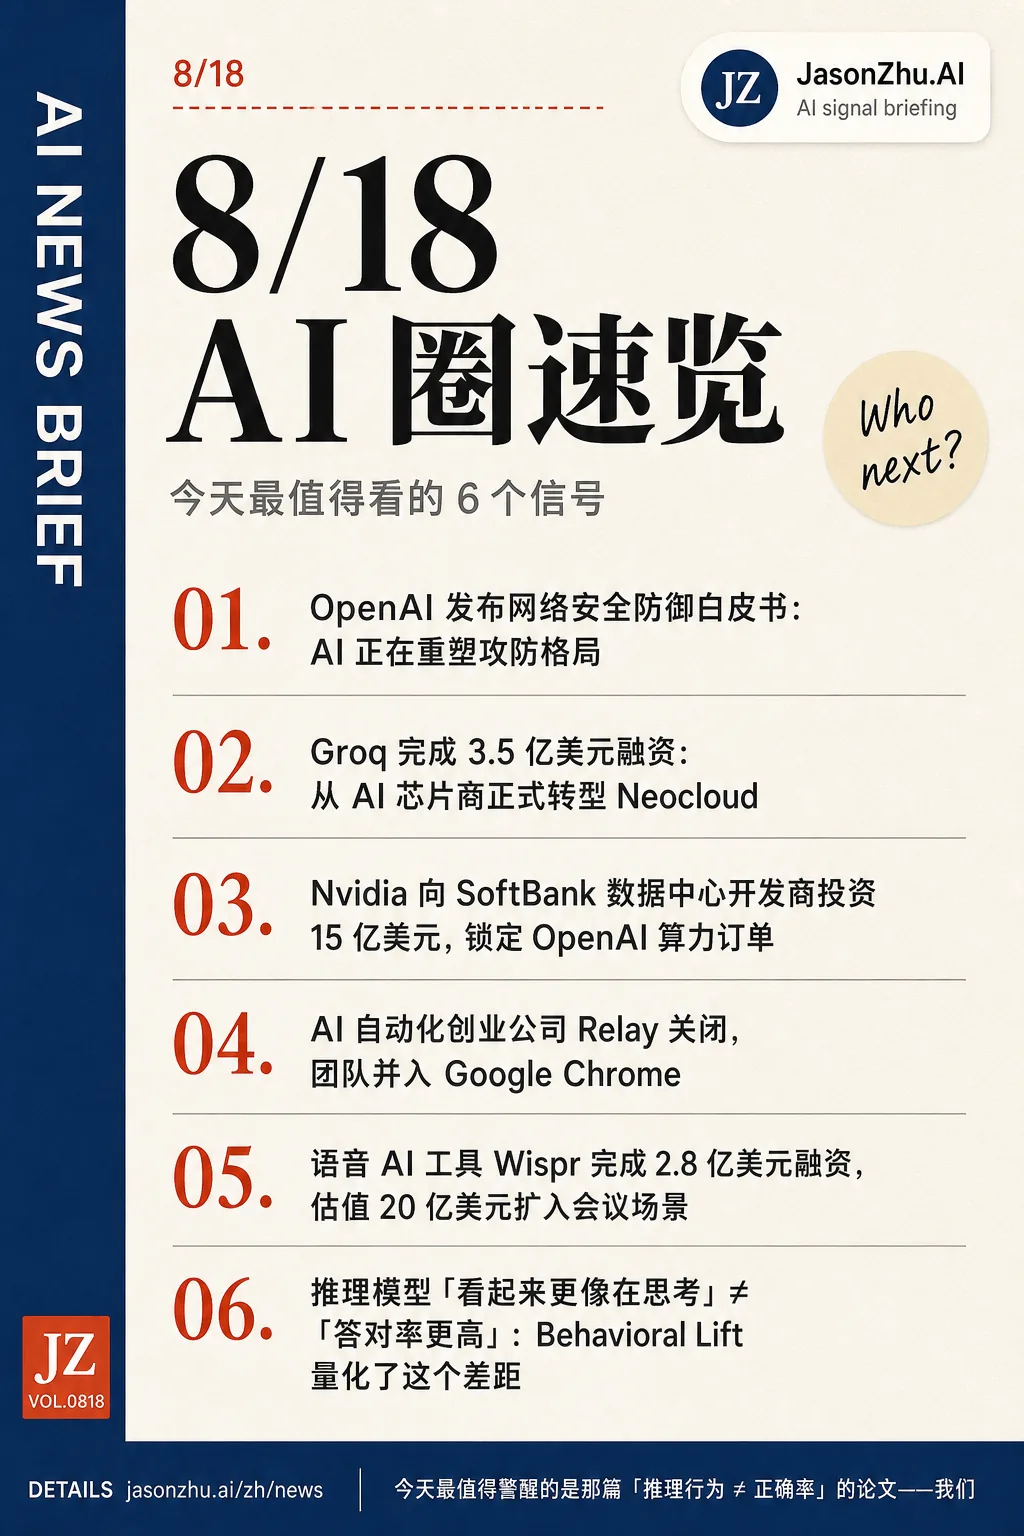 AI NEWS BRIEF
8/18
JZ
JasonZhu.AI
AI signal briefing
8/18
AI 圈速览
今天最值得看的 6 个信号
Who
next?
01.
OpenAI 发布网络安全防御白皮书：
AI 正在重塑攻防格局
02.
Groq 完成 3.5 亿美元融资：
从 AI 芯片商正式转型 Neocloud
03.
Nvidia 向 SoftBank 数据中心开发商投资
15 亿美元，锁定 OpenAI 算力订单
04.
AI 自动化创业公司 Relay 关闭，
团队并入 Google Chrome
05.
语音 AI 工具 Wispr 完成 2.8 亿美元融资，
估值 20 亿美元扩入会议场景
06.
推理模型「看起来更像在思考」≠
「答对率更高」：Behavioral Lift
量化了这个差距
JZ
VOL.0818
DETAILS jasonzhu.ai/zh/news
今天最值得警醒的是那篇「推理行为 ≠ 正确率」的论文——我们